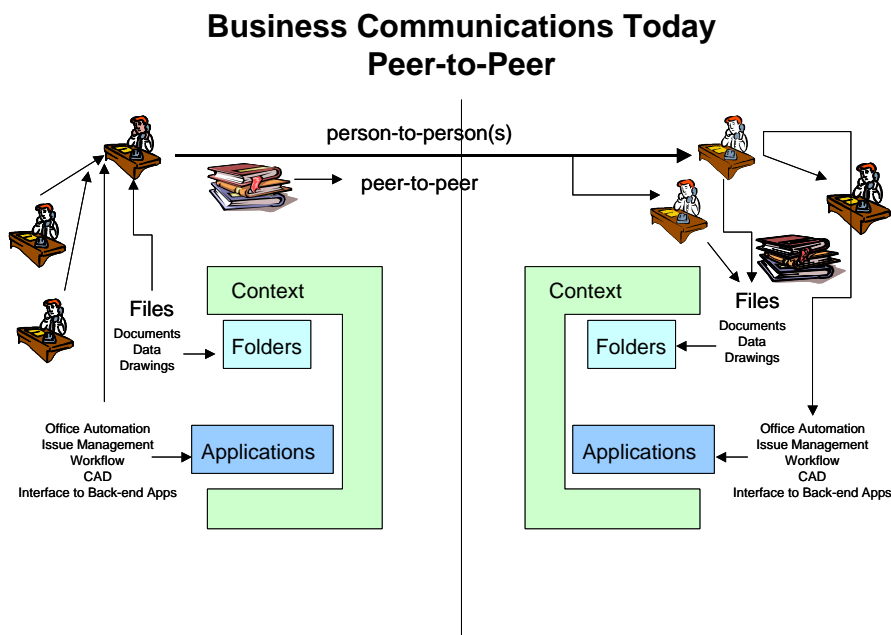 Business Communications Today
Peer-to-Peer
person-to-person(s)
peer-to-peer
Files
Documents
Data
Drawings
Context
Folders
Applications
Office Automation
Issue Management
Workflow
CAD
Interface to Back-end Apps
Context
Folders
Applications
Files
Documents
Data
Drawings
Office Automation
Issue Management
Workflow
CAD
Interface to Back-end Apps